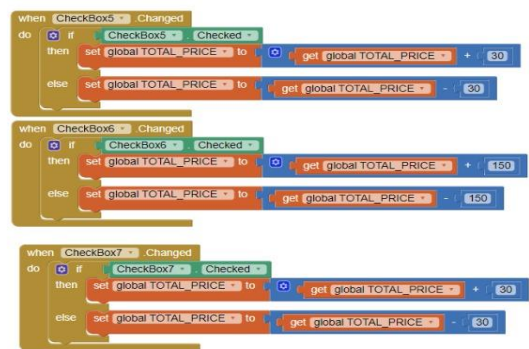 when CheckBox5 .Changed
do if CheckBox5 . Checked
then set global TOTAL_PRICE to get global TOTAL_PRICE + 30
else set global TOTAL_PRICE to get global TOTAL_PRICE - 30
when CheckBox6 .Changed
do if CheckBox6 . Checked
then set global TOTAL_PRICE to get global TOTAL_PRICE + 150
else set global TOTAL_PRICE to get global TOTAL_PRICE - 150
when CheckBox7 .Changed
do if CheckBox7 . Checked
then set global TOTAL_PRICE to get global TOTAL_PRICE + 30
else set global TOTAL_PRICE to get global TOTAL_PRICE - 30